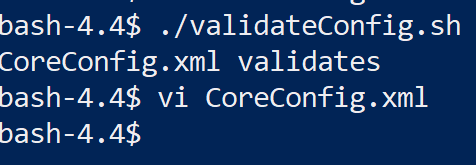 bash-4.4$ ./validateConfig.sh
CoreConfig.xml validates
bash-4.4$ vi CoreConfig.xml
bash-4.4$